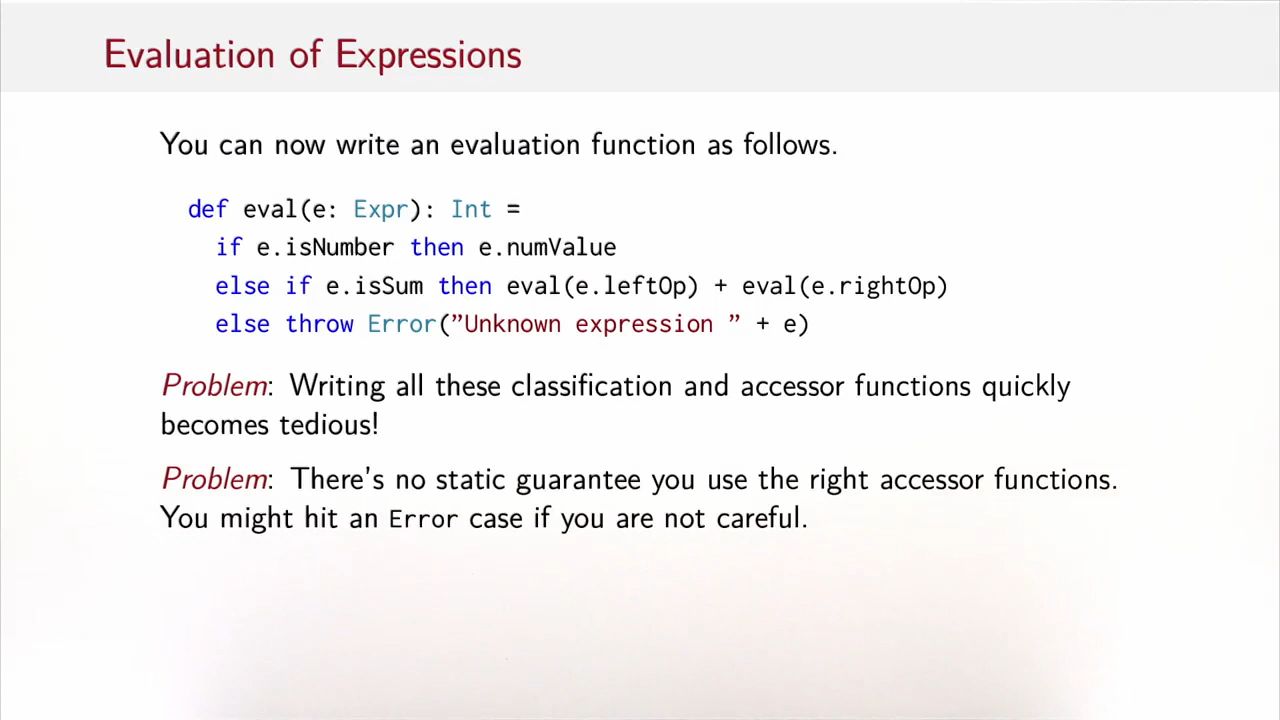 Evaluation of Expressions
You can now write an evaluation function as follows.
def eval(e: Expr): Int =
if e.isNumber then e.numValue
else if e.isSum then eval(e.leftOp) + eval(e.rightOp)
else throw Error(”Unknown expression ” + e)
Problem: Writing all these classification and accessor functions quickly
becomes tedious!
Problem: There's no static guarantee you use the right accessor functions.
You might hit an Error case if you are not careful.